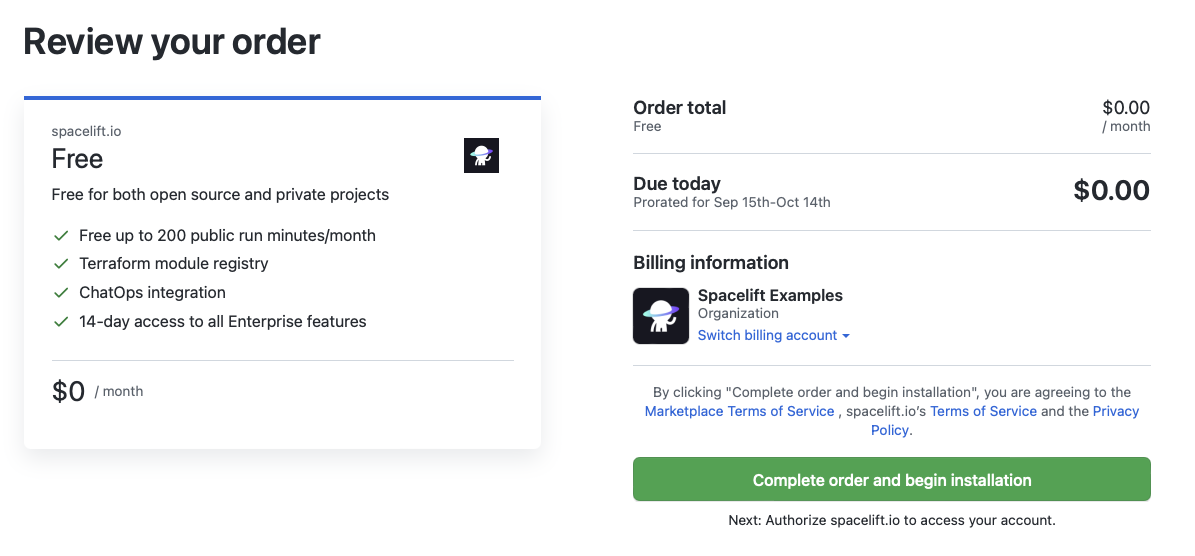 Review your order
spacelift.io
Free
Free for both open source and private projects
Free up to 200 public run minutes/month
Terraform module registry
ChatOps integration
14-day access to all Enterprise features
$0 / month
Order total
$0.00
Free
/ month
Due today
$0.00
Prorated for Sep 15th-Oct 14th
Billing information
Spacelift Examples
Organization
Switch billing account
By clicking "Complete order and begin installation", you are agreeing to the
Marketplace Terms of Service , spacelift.io’s Terms of Service and the Privacy
Policy.
Complete order and begin installation
Next: Authorize spacelift.io to access your account.